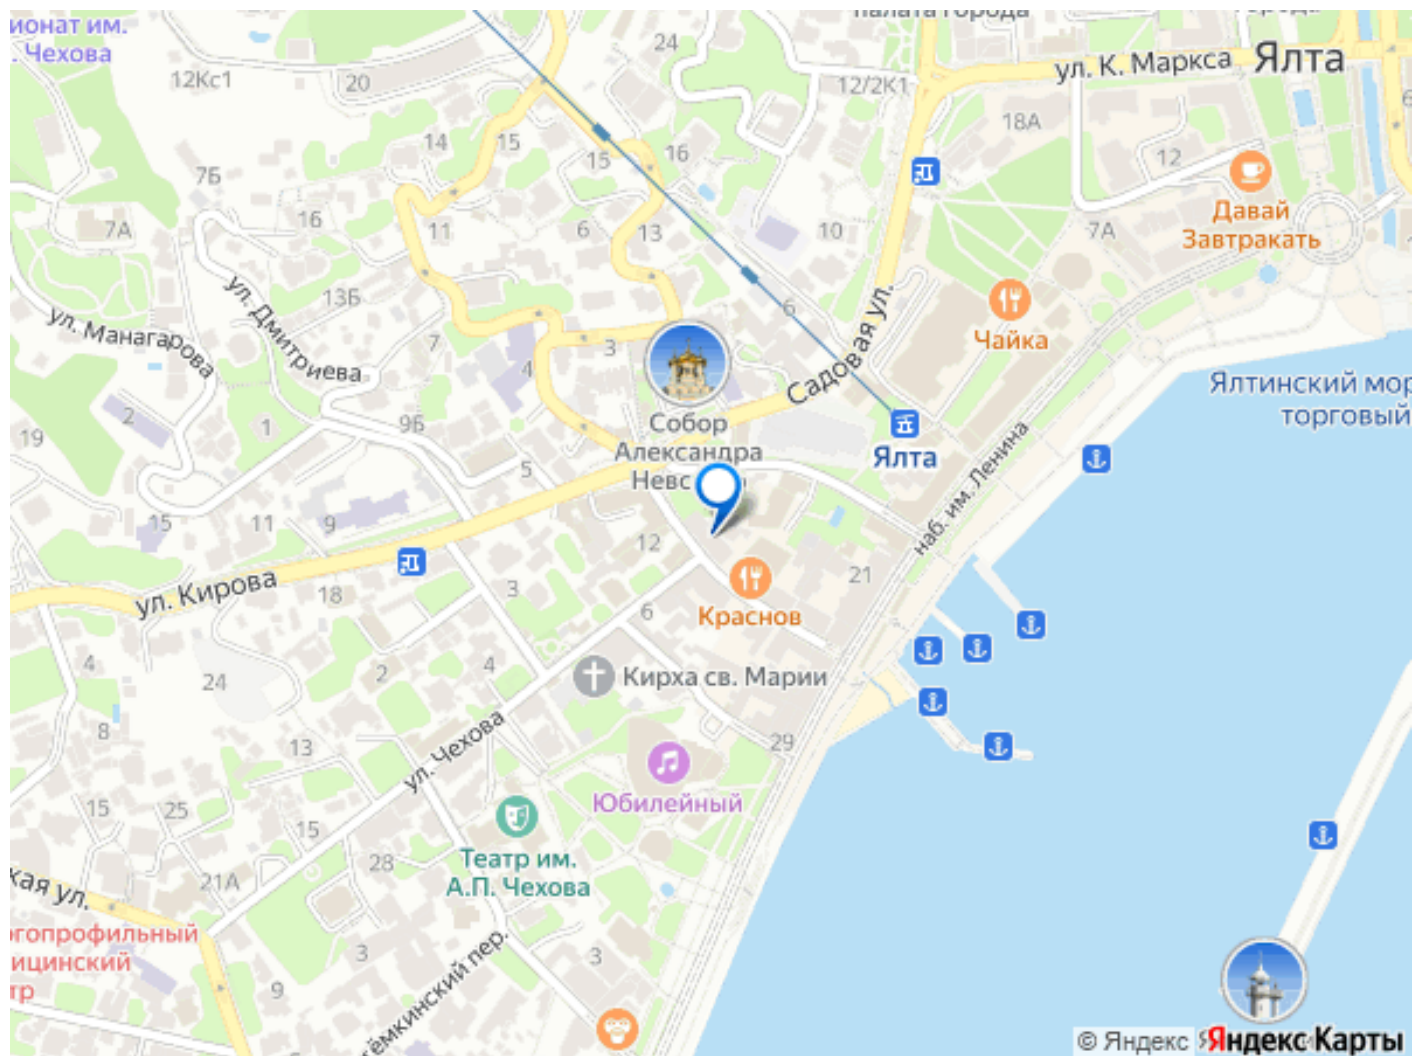 ионат им.
. Чехова
палата города
24
12Кс1
20
12/2К1
ул. К. Маркса
Ялта
18А
14
15
15
16
12
7Б
Давай
Завтракать
16
7А
11
6
13
10
7А
ул. Дмитриева
13Б
6
Садовая ул.
Чайка
ул. Манагарова
7
3
4
Ялтинский мор
торговый
2
19
1
9Б
Собор
Александра
Невс
Ялта
наб. им. Ленина
5
15
11
9
12
21
ул. Кирова
18
3
6
Краснов
4
2
4
24
Кирха св. Марии
8
13
ул. Чехова
29
Юбилейный
15
25
15
Театр им.
А.П. Чехова
28
21А
кая ул.
гопрофильный
ицинский
тр
3
3
9
ёмкинский пер.
© Яндекс
Яндекс Карты